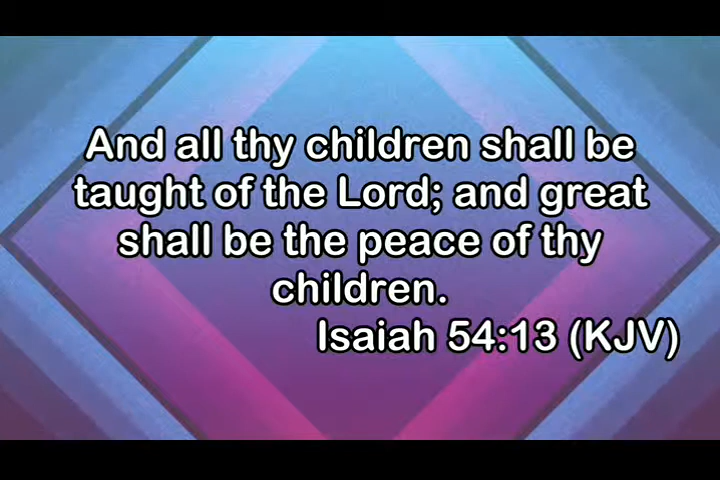 And all thy children shall be
taught of the Lord; and great
shall be the peace of thy
children.
Isaiah 54:13 (KJV)